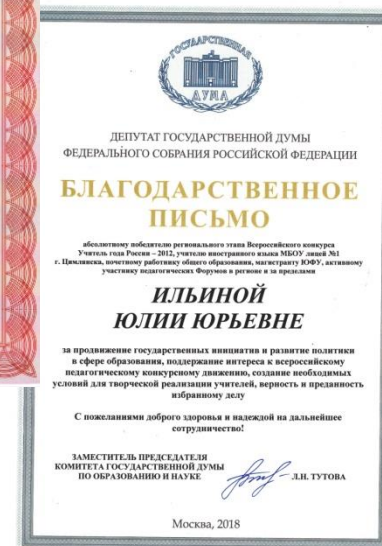 ГОСУДАРСТВЕННАЯ
ДУМА
ДЕПУТАТ ГОСУДАРСТВЕННОЙ ДУМЫ
ФЕДЕРАЛЬНОГО СОБРАНИЯ РОССИЙСКОЙ ФЕДЕРАЦИИ
БЛАГОДАРСТВЕННОЕ
ПИСЬМО
абсолютному победителю регионального этапа Всероссийского конкурса
Учитель года России – 2012, учителю иностранного языка МБОУ лицей №1
г. Цимлянска, почетному работнику общего образования, магистранту ЮФУ, активному
участнику педагогических Форумов в регионе и за пределами
ИЛЬИНОЙ
ЮЛИИ ЮРЬЕВНЕ
за продвижение государственных инициатив и развитие политики
в сфере образования, поддержание интереса к всероссийскому
педагогическому конкурсному движению, создание необходимых
условий для творческой реализации учителей, верность и преданность
избранному делу
С пожеланиями доброго здоровья и надеждой на дальнейшее
сотрудничество!
ЗАМЕСТИТЕЛЬ ПРЕДСЕДАТЕЛЯ
КОМИТЕТА ГОСУДАРСТВЕННОЙ ДУМЫ
ПО ОБРАЗОВАНИЮ И НАУКЕ
Л.Н. ТУТОВА
Москва, 2018